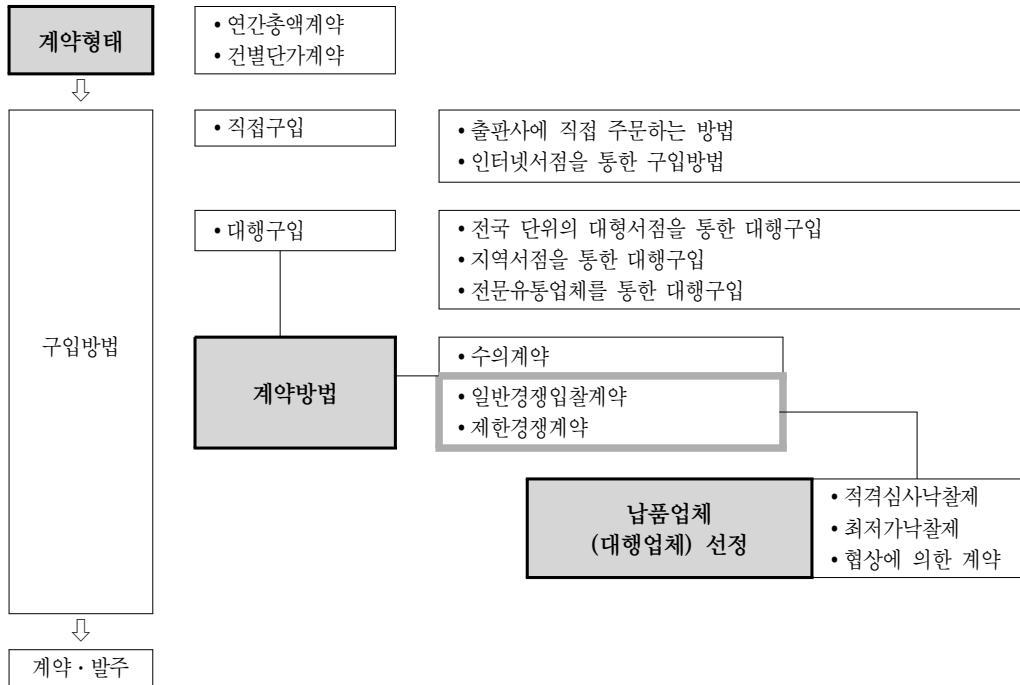 계약형태
• 연간총액계약
• 건별단가계약
• 직접구입
• 출판사에 직접 주문하는 방법
• 인터넷서점을 통한 구입방법
• 대행구입
• 전국 단위의 대형서점을 통한 대행구입
• 지역서점을 통한 대행구입
• 전문유통업체를 통한 대행구입
구입방법
계약방법
• 수의계약
• 일반경쟁입찰계약
• 제한경쟁계약
납품업체
(대행업체) 선정
• 적격심사낙찰제
• 최저가낙찰제
• 협상에 의한 계약
계약 · 발주